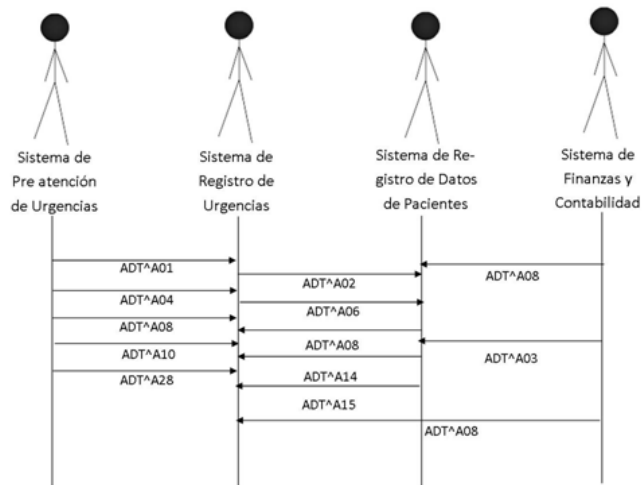 Sistema de
Pre atención
de Urgencias
Sistema de
Registro de
Urgencias
Sistema de Re-
gistro de Datos
de Pacientes
Sistema de
Finanzas y
Contabilidad
ADT^A01
ADT^A02
ADT^A08
ADT^A04
ADT^A06
ADT^A08
ADT^A08
ADT^A03
ADT^A10
ADT^A28
ADT^A14
ADT^A15
ADT^A08